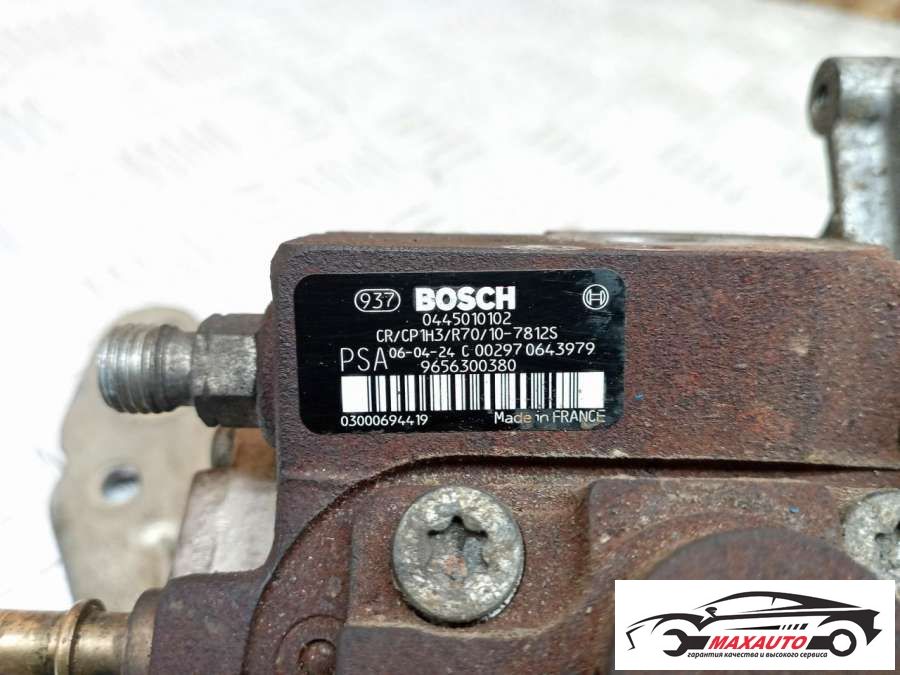 937 BOSCH
0445010102
CR/CP1H3/R70/10-7812S
PSA 06-04-24 C 00297 0643979
9656300380
03000694419 Made in FRANCE
MAXAUTO
гарантия качества и высокого сервиса